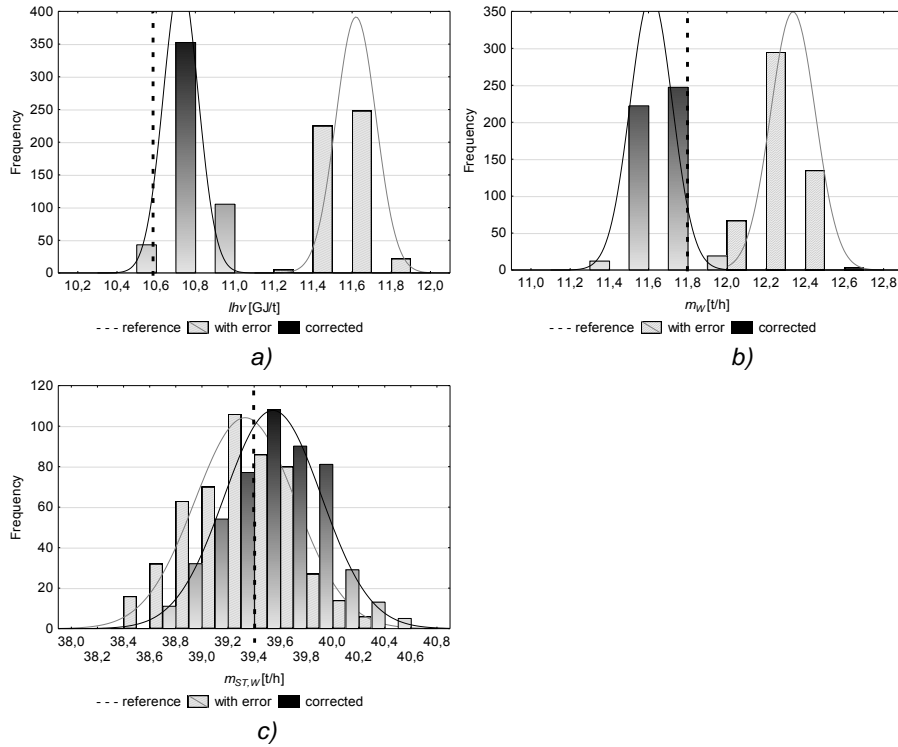 400
350
300
250
200
150
100
50
0
Frequency
10,2 10,4 10,6 10,8 11,0 11,2 11,4 11,6 11,8 12,0
lhv [GJ/t]
reference with error corrected
a)
350
300
250
200
150
100
50
0
Frequency
11,0 11,2 11,4 11,6 11,8 12,0 12,2 12,4 12,6 12,8
m_W [t/h]
reference with error corrected
b)
120
100
80
60
40
20
0
Frequency
38,0 38,4 38,8 39,2 39,6 40,0 40,4 40,8
38,2 38,6 39,0 39,4 39,8 40,2 40,6
m_ST,W [t/h]
reference with error corrected
c)